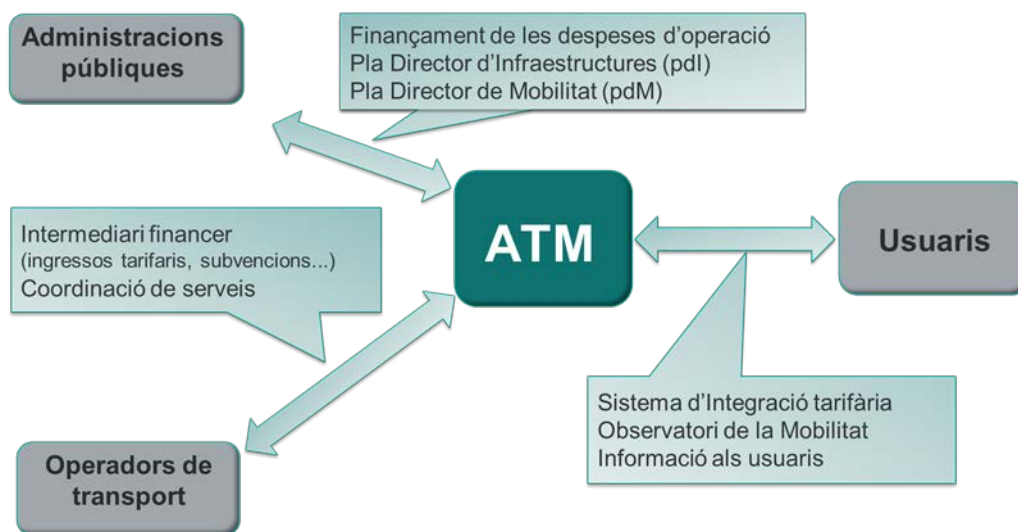 Administracions
públiques
Finançament de les despeses d’operació
Pla Director d’Infraestructures (pdI)
Pla Director de Mobilitat (pdM)
ATM
Usuaris
Intermediari financer
(ingressos tarifaris, subvencions...)
Coordinació de serveis
Sistema d’Integració tarifària
Observatori de la Mobilitat
Informació als usuaris
Operadors de
transport